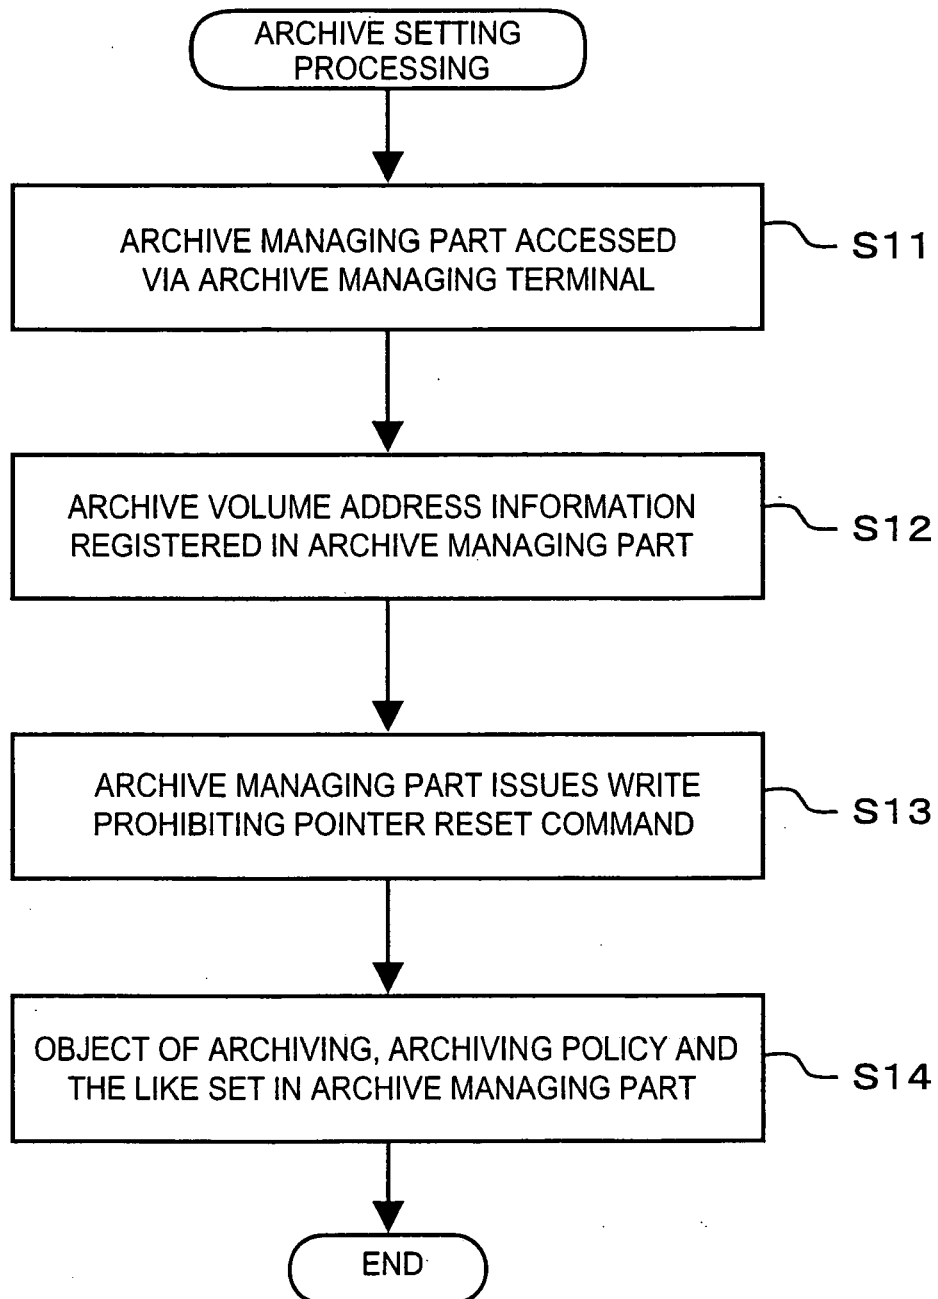 ARCHIVE SETTING
PROCESSING
ARCHIVE MANAGING PART ACCESSED
VIA ARCHIVE MANAGING TERMINAL
S11
ARCHIVE VOLUME ADDRESS INFORMATION
REGISTERED IN ARCHIVE MANAGING PART
S12
ARCHIVE MANAGING PART ISSUES WRITE
PROHIBITING POINTER RESET COMMAND
S13
OBJECT OF ARCHIVING, ARCHIVING POLICY AND
THE LIKE SET IN ARCHIVE MANAGING PART
S14
END